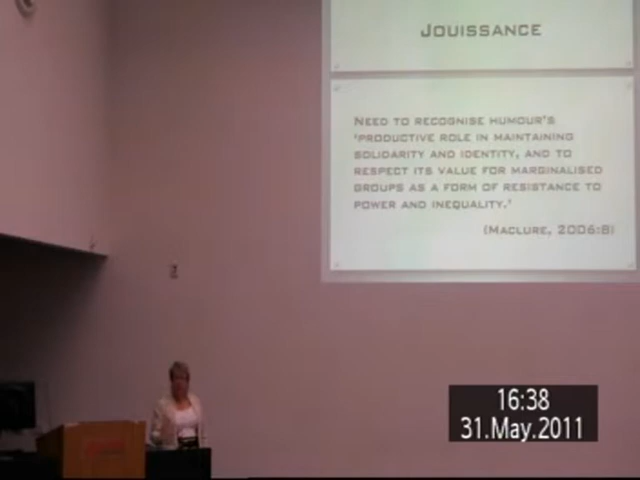 JOUISSANCE
NEED TO RECOGNISE HUMOUR'S
'PRODUCTIVE ROLE IN MAINTAINING
SOLIDARITY AND IDENTITY, AND TO
RESPECT ITS VALUE FOR MARGINALISED
GROUPS AS A FORM OF RESISTANCE TO
POWER AND INEQUALITY.'
(MACLURE, 2006:8)
16:38
31.May.2011